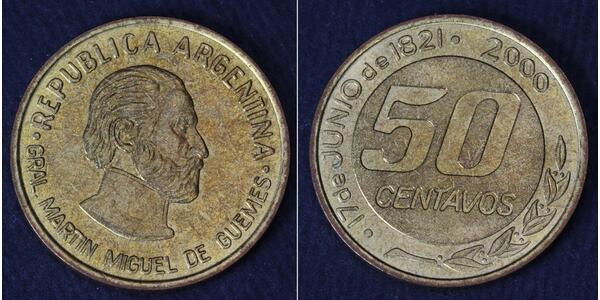 · REPUBLICA ARGENTINA ·
GRAL. MARTIN MIGUEL DE GUEMES
· 17 de JUNIO de 1821 · 2000
50
CENTAVOS